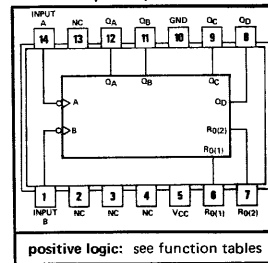 INPUT
A NC QA QB GND QC QD
14 13 12 11 10 9 8
QA QB QC
A QD
B R0(2)
R0(1)
1 2 3 4 5 6 7
INPUT
B NC NC NC VCC R0(1) R0(2)
positive logic: see function tables